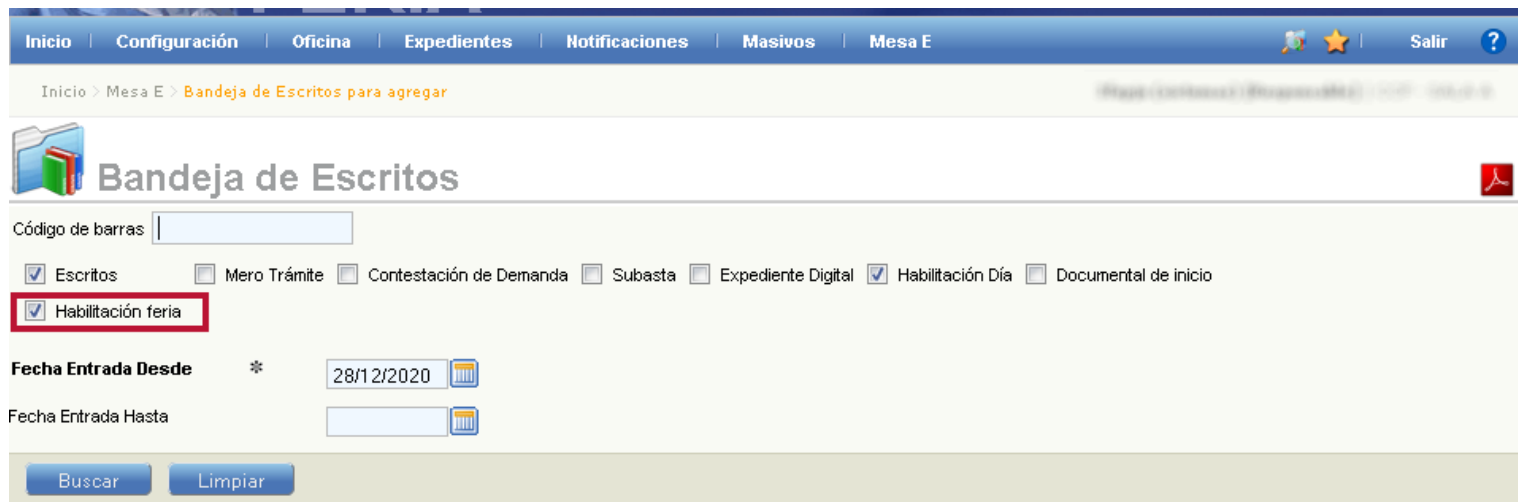 Inicio | Configuración | Oficina | Expedientes | Notificaciones | Masivos | Mesa E | Salir ?
Inicio > Mesa E > Bandeja de Escritos para agregar
Bandeja de Escritos
Código de barras
Escritos Mero Trámite Contestación de Demanda Subasta Expediente Digital Habilitación Día Documental de inicio
Habilitación feria
Fecha Entrada Desde * 28/12/2020
Fecha Entrada Hasta
Buscar Limpiar